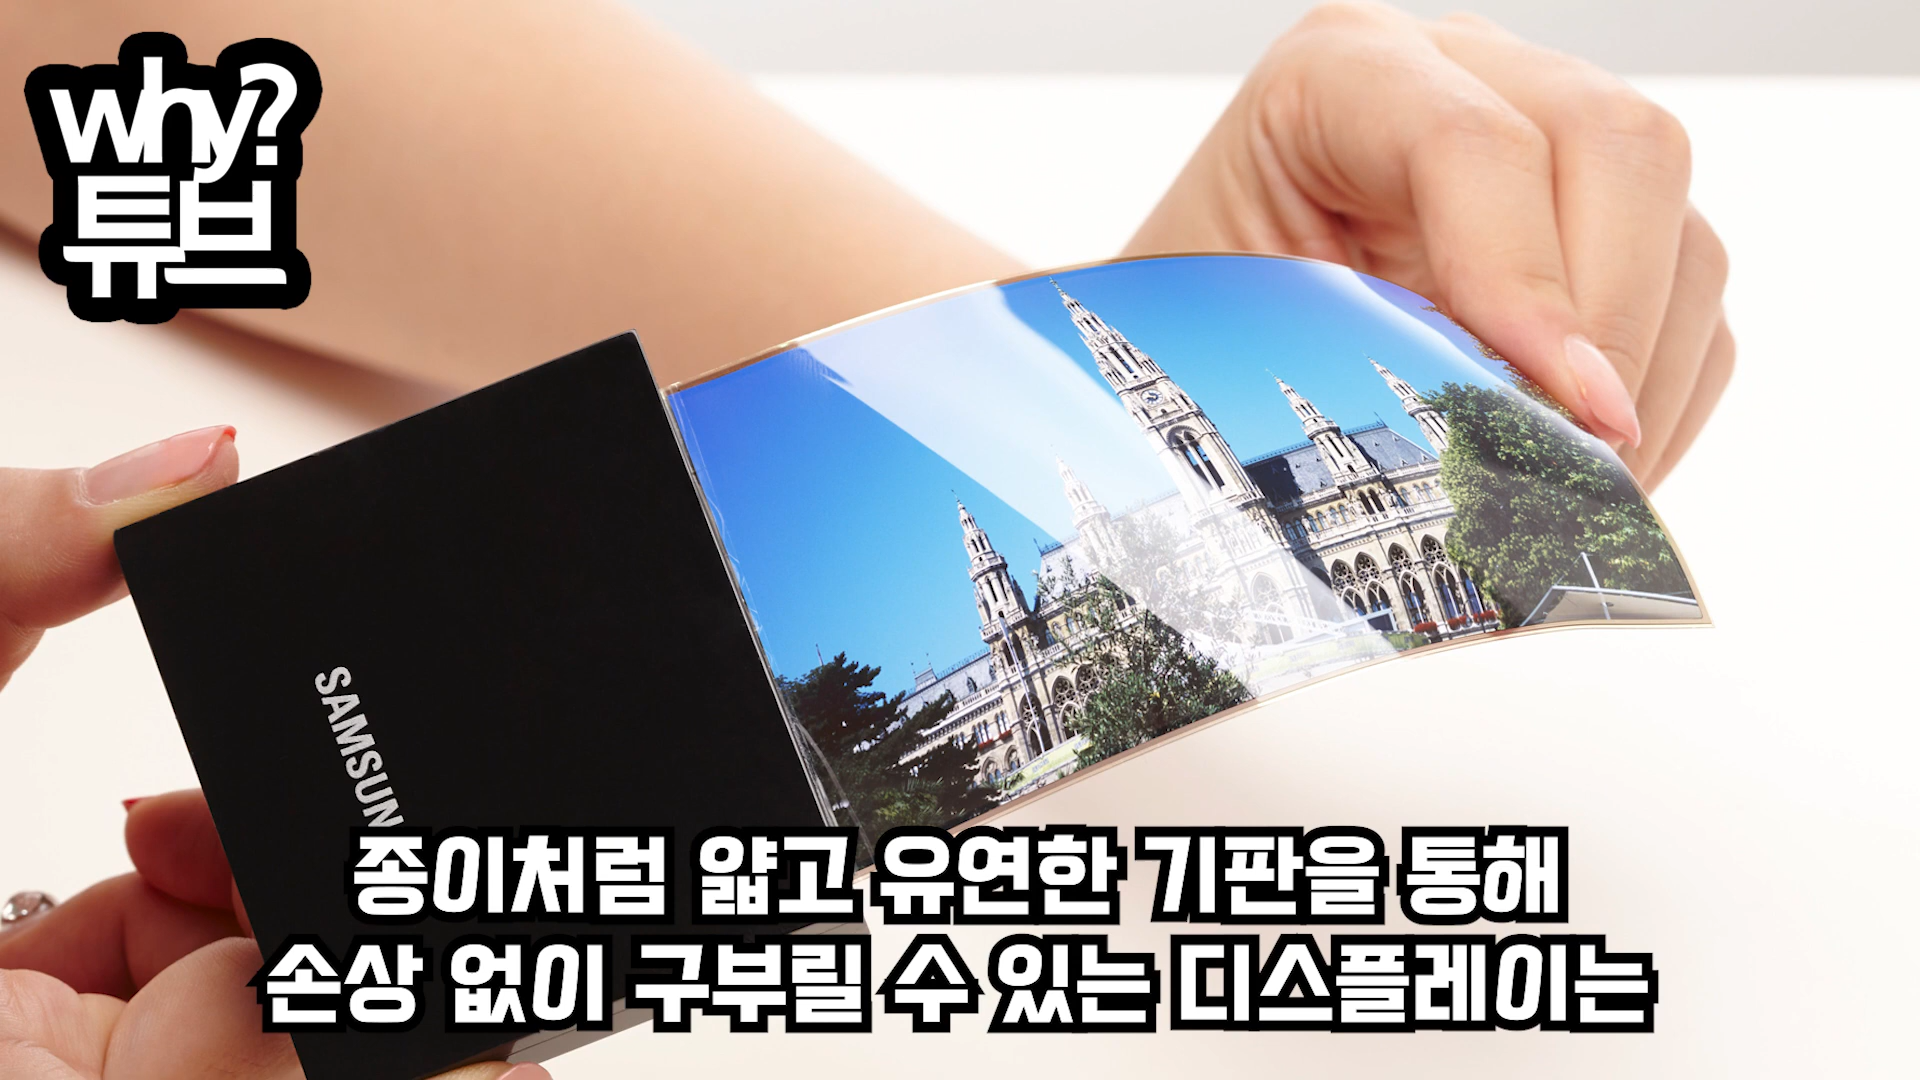 why?
튜브
SAMSUN
종이처럼 얇고 유연한 기판을 통해
손상 없이 구부릴 수 있는 디스플레이는